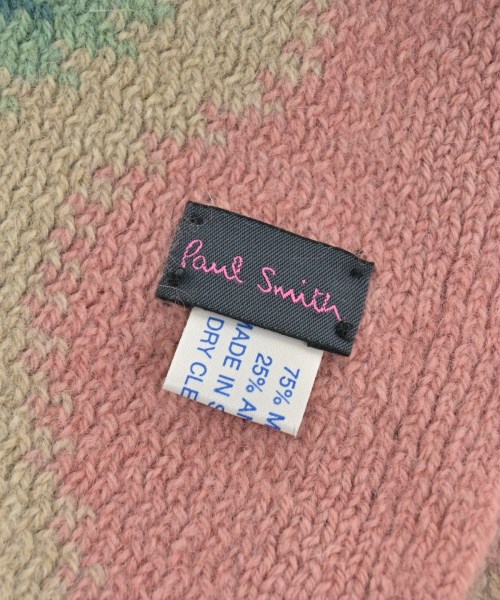 Paul Smith
75% M
25% A
MADE IN S
DRY CLE